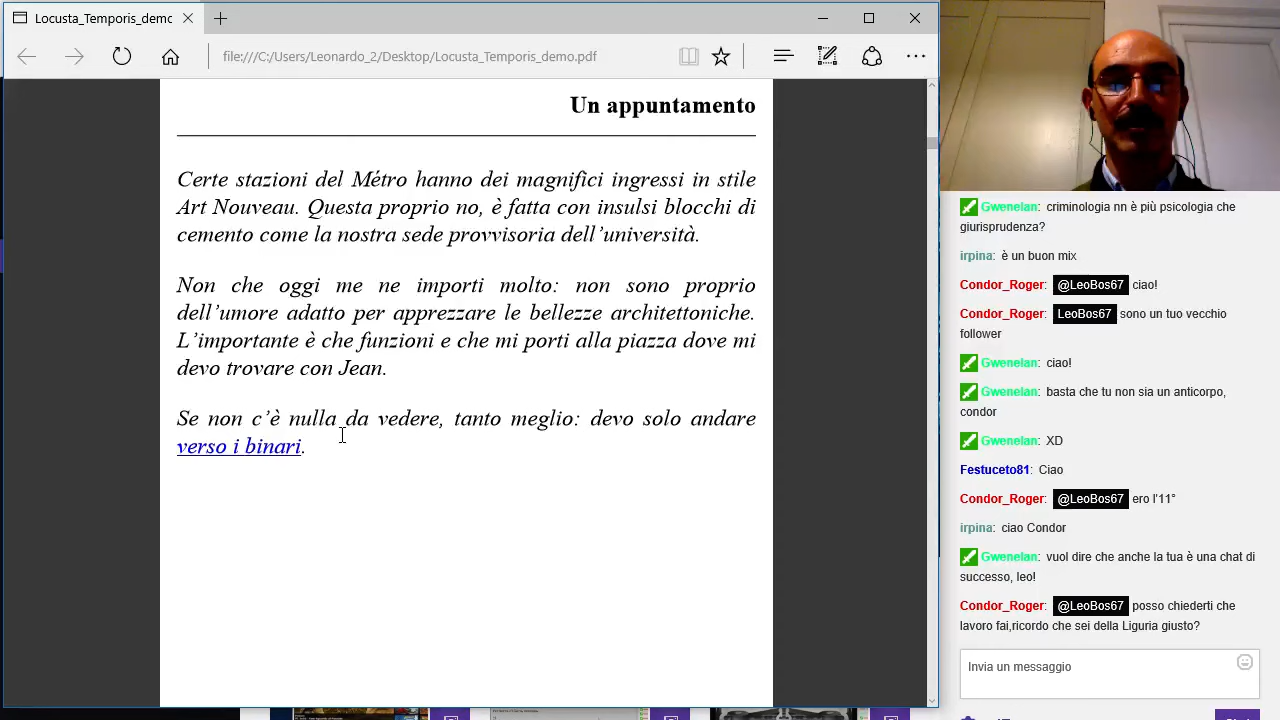 Locusta_Temporis_demo
file:///C:/Users/Leonardo_2/Desktop/Locusta_Temporis_demo.pdf
Un appuntamento
Certe stazioni del Métro hanno dei magnifici ingressi in stile
Art Nouveau. Questa proprio no, è fatta con insulsi blocchi di
cemento come la nostra sede provvisoria dell'università.
Non che oggi me ne importi molto: non sono proprio
dell'umore adatto per apprezzare le bellezze architettoniche.
L'importante è che funzioni e che mi porti alla piazza dove mi
devo trovare con Jean.
Se non c'è nulla da vedere, tanto meglio: devo solo andare
verso i binari.
Gwenelan: criminologia nn è più psicologia che
giurisprudenza?
irpina: è un buon mix
Condor_Roger: @LeoBos67 ciao!
Condor_Roger: LeoBos67 sono un tuo vecchio
follower
Gwenelan: ciao!
Gwenelan: basta che tu non sia un anticorpo,
condor
Gwenelan: XD
Festuceto81: Ciao
Condor_Roger: @LeoBos67 ero l'11°
irpina: ciao Condor
Gwenelan: vuol dire che anche la tua è una chat di
successo, leo!
Condor_Roger: @LeoBos67 posso chiederti che
lavoro fai,ricordo che sei della Liguria giusto?
Invia un messaggio